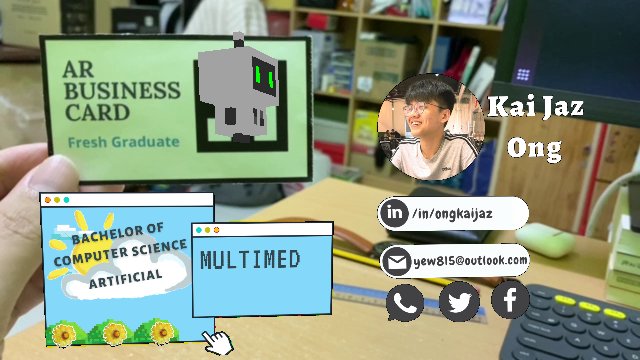 AR
BUSINESS
CARD
Fresh Graduate
Kai Jaz
Ong
in /in/ongkaijaz
yew815@outlook.com
BACHELOR OF
COMPUTER SCIENCE
ARTIFICIAL
MULTIMED